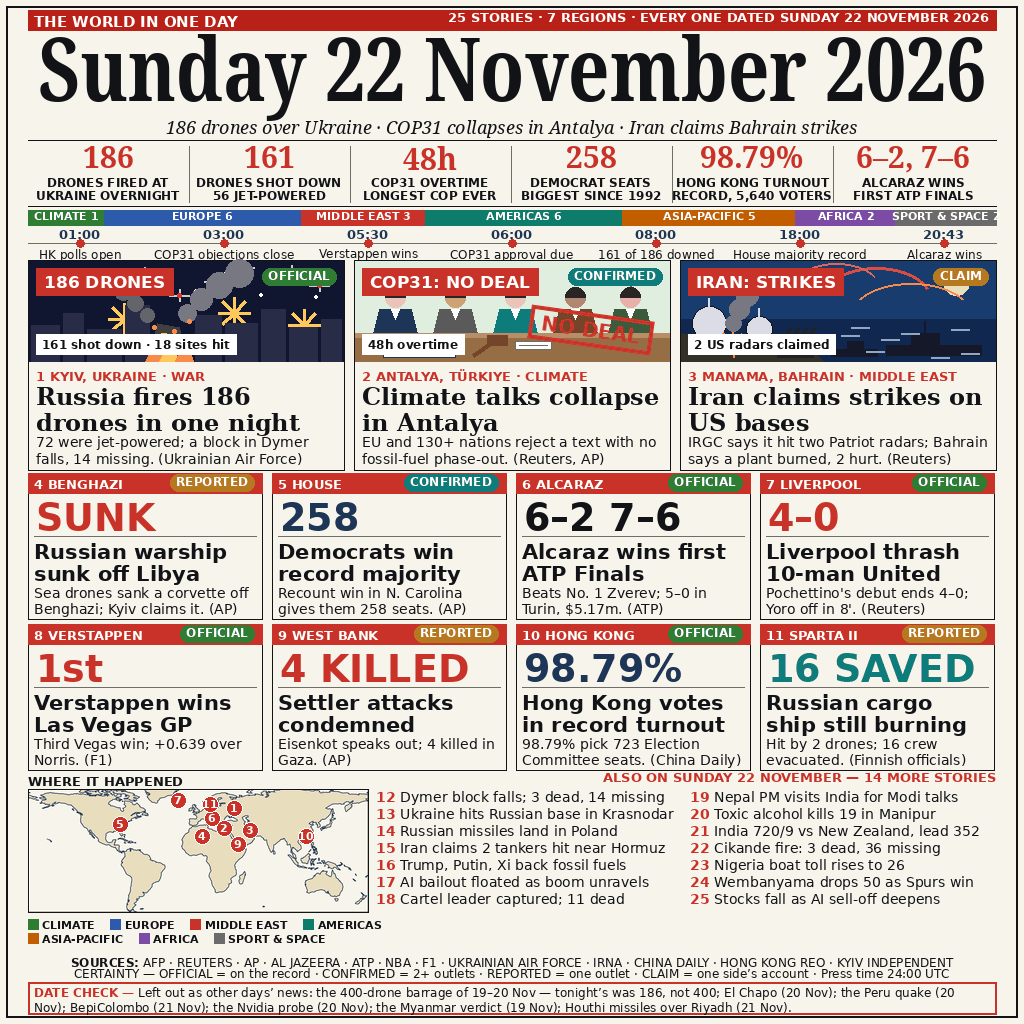 THE WORLD IN ONE DAY
25 STORIES · 7 REGIONS · EVERY ONE DATED SUNDAY 22 NOVEMBER 2026
Sunday 22 November 2026
186 drones over Ukraine · COP31 collapses in Antalya · Iran claims Bahrain strikes
186
DRONES FIRED AT
UKRAINE OVERNIGHT
161
DRONES SHOT DOWN
56 JET-POWERED
48h
COP31 OVERTIME
LONGEST COP EVER
258
DEMOCRAT SEATS
BIGGEST SINCE 1992
98.79%
HONG KONG TURNOUT
RECORD, 5,640 VOTERS
6–2, 7–6
ALCARAZ WINS
FIRST ATP FINALS
CLIMATE 1
EUROPE 6
MIDDLE EAST 3
AMERICAS 6
ASIA-PACIFIC 5
AFRICA 2
SPORT & SPACE 2
01:00
03:00
05:30
06:00
08:00
18:00
20:43
HK polls open
COP31 objections close
Verstappen wins
COP31 approval due
161 of 186 downed
House majority record
Alcaraz wins
186 DRONES
OFFICIAL
161 shot down · 18 sites hit
1 KYIV, UKRAINE · WAR
Russia fires 186
drones in one night
72 were jet-powered; a block in Dymer
falls, 14 missing. (Ukrainian Air Force)
COP31: NO DEAL
CONFIRMED
NO DEAL
48h overtime
2 ANTALYA, TÜRKIYE · CLIMATE
Climate talks collapse
in Antalya
EU and 130+ nations reject a text with no
fossil-fuel phase-out. (Reuters, AP)
IRAN: STRIKES
CLAIM
2 US radars claimed
3 MANAMA, BAHRAIN · MIDDLE EAST
Iran claims strikes on
US bases
IRGC says it hit two Patriot radars; Bahrain
says a plant burned, 2 hurt. (Reuters)
4 BENGHAZI
REPORTED
SUNK
Russian warship
sunk off Libya
Sea drones sank a corvette off
Benghazi; Kyiv claims it. (AP)
5 HOUSE
CONFIRMED
258
Democrats win
record majority
Recount win in N. Carolina
gives them 258 seats. (AP)
6 ALCARAZ
OFFICIAL
6–2 7–6
Alcaraz wins first
ATP Finals
Beats No. 1 Zverev; 5–0 in
Turin, $5.17m. (ATP)
7 LIVERPOOL
OFFICIAL
4–0
Liverpool thrash
10-man United
Pochettino's debut ends 4–0;
Yoro off in 8'. (Reuters)
8 VERSTAPPEN
OFFICIAL
1st
Verstappen wins
Las Vegas GP
Third Vegas win; +0.639 over
Norris. (F1)
9 WEST BANK
REPORTED
4 KILLED
Settler attacks
condemned
Eisenkot speaks out; 4 killed in
Gaza. (AP)
10 HONG KONG
OFFICIAL
98.79%
Hong Kong votes
in record turnout
98.79% pick 723 Election
Committee seats. (China Daily)
11 SPARTA II
REPORTED
16 SAVED
Russian cargo
ship still burning
Hit by 2 drones; 16 crew
evacuated. (Finnish officials)
WHERE IT HAPPENED
7
11
1
6
5
2
3
4
9
10
CLIMATE
EUROPE
MIDDLE EAST
AMERICAS
ASIA-PACIFIC
AFRICA
SPORT & SPACE
ALSO ON SUNDAY 22 NOVEMBER — 14 MORE STORIES
12 Dymer block falls; 3 dead, 14 missing
13 Ukraine hits Russian base in Krasnodar
14 Russian missiles land in Poland
15 Iran claims 2 tankers hit near Hormuz
16 Trump, Putin, Xi back fossil fuels
17 AI bailout floated as boom unravels
18 Cartel leader captured; 11 dead
19 Nepal PM visits India for Modi talks
20 Toxic alcohol kills 19 in Manipur
21 India 720/9 vs New Zealand, lead 352
22 Cikande fire: 3 dead, 36 missing
23 Nigeria boat toll rises to 26
24 Wembanyama drops 50 as Spurs win
25 Stocks fall as AI sell-off deepens
SOURCES: AFP · REUTERS · AP · AL JAZEERA · ATP · NBA · F1 · UKRAINIAN AIR FORCE · IRNA · CHINA DAILY · HONG KONG REO · KYIV INDEPENDENT
CERTAINTY — OFFICIAL = on the record · CONFIRMED = 2+ outlets · REPORTED = one outlet · CLAIM = one side's account · Press time 24:00 UTC
DATE CHECK — Left out as other days' news: the 400-drone barrage of 19–20 Nov — tonight's was 186, not 400; El Chapo (20 Nov); the Peru quake (20
Nov); BepiColombo (21 Nov); the Nvidia probe (20 Nov); the Myanmar verdict (19 Nov); Houthi missiles over Riyadh (21 Nov).